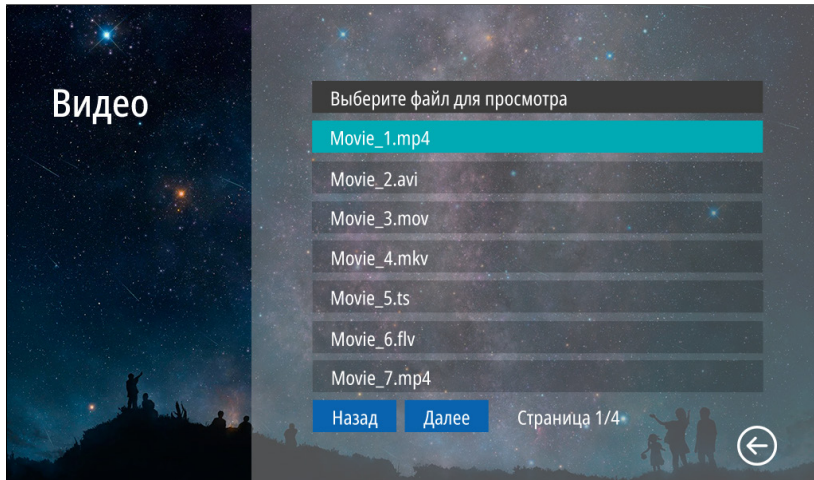 Видео
Выберите файл для просмотра
Movie_1.mp4
Movie_2.avi
Movie_3.mov
Movie_4.mkv
Movie_5.ts
Movie_6.flv
Movie_7.mp4
Назад Далее Страница 1/4